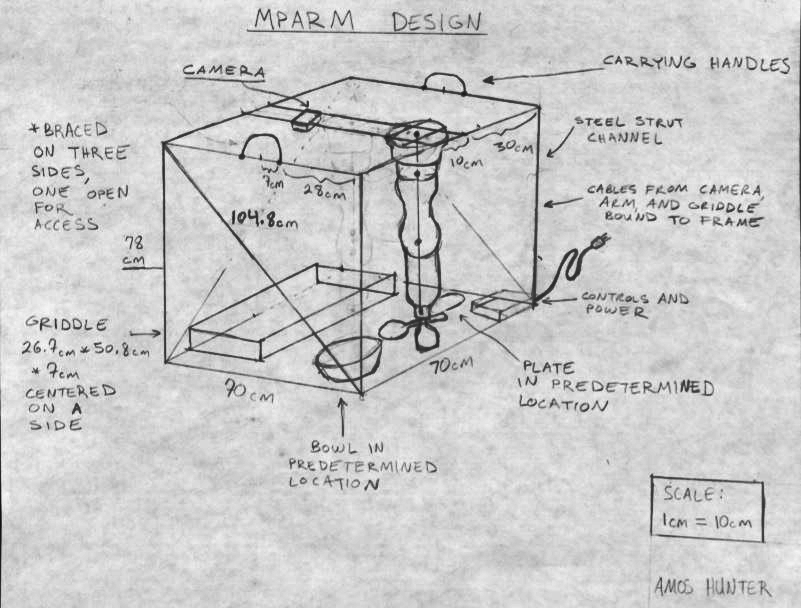 MPARM DESIGN
CAMERA
CARRYING HANDLES
*BRACED
ON THREE
SIDES,
ONE OPEN
FOR
ACCESS
STEEL STRUT
CHANNEL
30cm
10cm
7cm
28cm
104.8cm
CABLES FROM CAMERA,
ARM, AND GRIDDLE
BOUND TO FRAME
78
cm
CONTROLS AND
POWER
GRIDDLE
26.7cm * 50.8cm
* 7cm
CENTERED
ON A
SIDE
70cm
PLATE
IN PREDETERMINED
LOCATION
BOWL IN
PREDETERMINED
LOCATION
SCALE:
1cm = 10cm
AMOS HUNTER